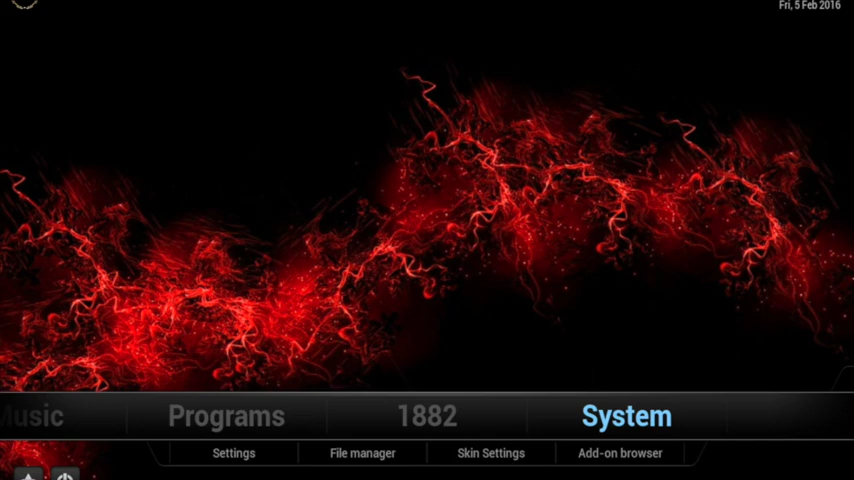 Fri, 5 Feb 2016
Music Programs 1882 System
Settings File manager Skin Settings Add-on browser